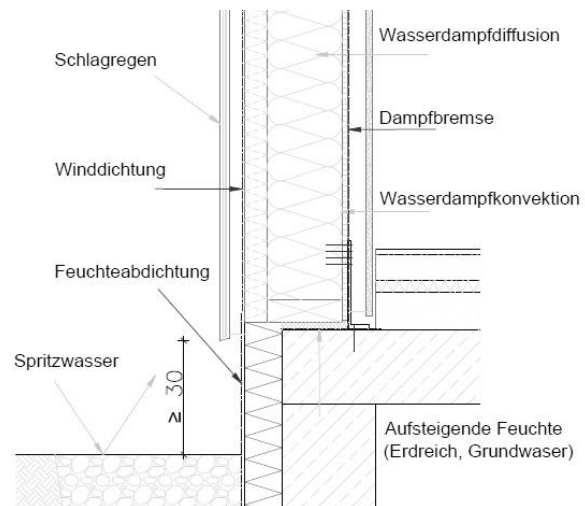 Wasserdampfdiffusion
Schlagregen
Dampfbremse
Winddichtung
Wasserdampfkonvektion
Feuchteabdichtung
Spritzwasser
≥ 30
Aufsteigende Feuchte
(Erdreich, Grundwaser)